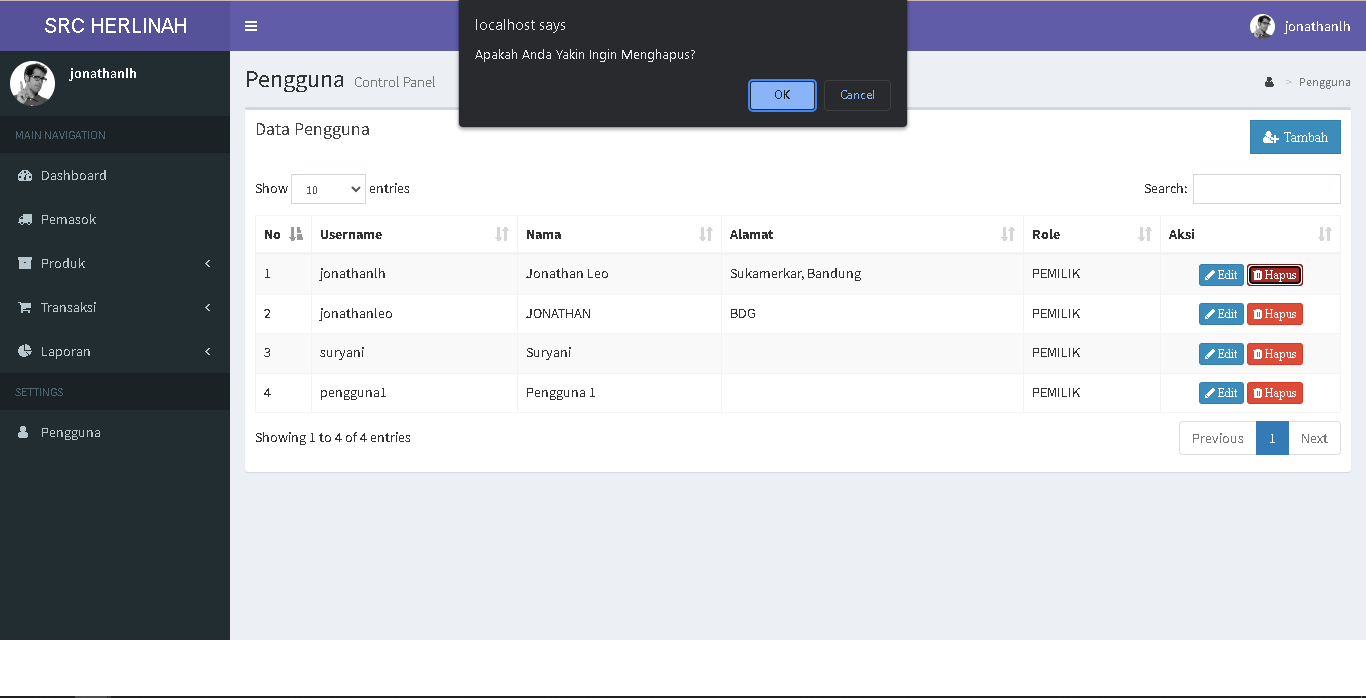 SRC HERLINAH
jonathanlh
localhost says
Apakah Anda Yakin Ingin Menghapus?
OK Cancel
jonathanlh
MAIN NAVIGATION
Dashboard
Pemasok
Produk
Transaksi
Laporan
SETTINGS
Pengguna
Pengguna Control Panel
> Pengguna
Data Pengguna
Tambah
Show 10 entries
Search:
No Username Nama Alamat Role Aksi
1 jonathanlh Jonathan Leo Sukamerkar, Bandung PEMILIK Edit Hapus
2 jonathanleo JONATHAN BDG PEMILIK Edit Hapus
3 suryani Suryani PEMILIK Edit Hapus
4 pengguna1 Pengguna 1 PEMILIK Edit Hapus
Showing 1 to 4 of 4 entries
Previous 1 Next